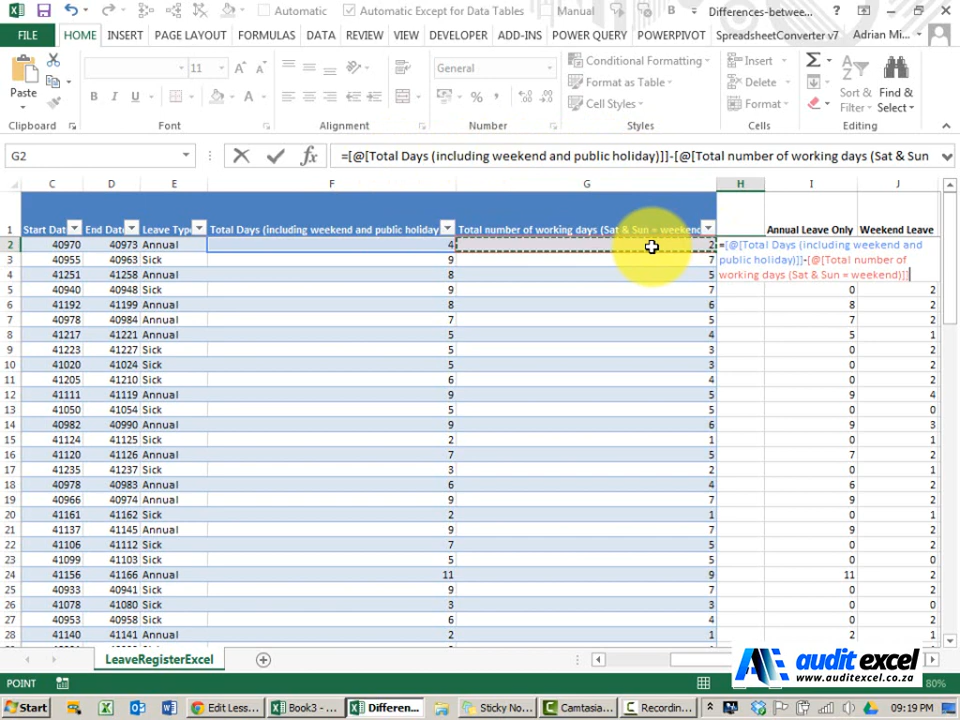 Automatic Automatic Except for Data Tables Manual B Differences-betwee... ?
FILE HOME INSERT PAGE LAYOUT FORMULAS DATA REVIEW VIEW DEVELOPER ADD-INS POWER QUERY POWERPIVOT SpreadsheetConverter v7 Adrian Mi...
Paste 11 A A General Conditional Formatting Insert Σ A Z
B I U A % Format as Table Delete Sort & Find &
Cell Styles Format Filter Select
Clipboard Font Alignment Number Styles Cells Editing
G2 fx =[@[Total Days (including weekend and public holiday)]]-[@[Total number of working days (Sat & Sun
C D E F G H I J
1 Start Dat End Date Leave Type Total Days (including weekend and public holiday Total number of working days (Sat & Sun = weekend Annual Leave Only Weekend Leave
2 40970 40973 Annual 4 2 =[@[Total Days (including weekend and
3 40955 40963 Sick 9 7 public holiday)]]-[@[Total number of
4 41251 41258 Annual 8 5 working days (Sat & Sun = weekend)]]
5 40940 40948 Sick 9 7 0 2
6 41192 41199 Annual 8 6 8 2
7 40978 40984 Annual 7 5 7 2
8 41217 41221 Annual 5 4 5 1
9 41223 41227 Sick 5 3 0 2
10 41020 41024 Sick 5 3 0 2
11 41205 41210 Sick 6 4 0 2
12 41111 41119 Annual 9 5 9 4
13 41050 41054 Sick 5 5 0 0
14 40982 40990 Annual 9 6 9 3
15 41124 41125 Sick 2 1 0 1
16 41120 41126 Annual 7 5 7 2
17 41235 41237 Sick 3 2 0 1
18 40978 40983 Annual 6 4 6 2
19 40966 40974 Annual 9 7 9 2
20 41161 41162 Sick 2 1 0 1
21 41137 41145 Annual 9 7 9 2
22 41106 41112 Sick 7 5 0 2
23 41099 41103 Sick 5 5 0 0
24 41156 41166 Annual 11 9 11 2
25 40933 40941 Sick 9 7 0 2
26 41078 41080 Sick 3 3 0 0
27 40953 40958 Sick 6 4 0 2
28 41140 41141 Annual 2 1 2 1
LeaveRegisterExcel
audit excel
www.auditexcel.co.za
POINT 80%
Start Edit Less... Book3 - ... Differen... Sticky No... Camtasia... Recordin... 09:19 PM